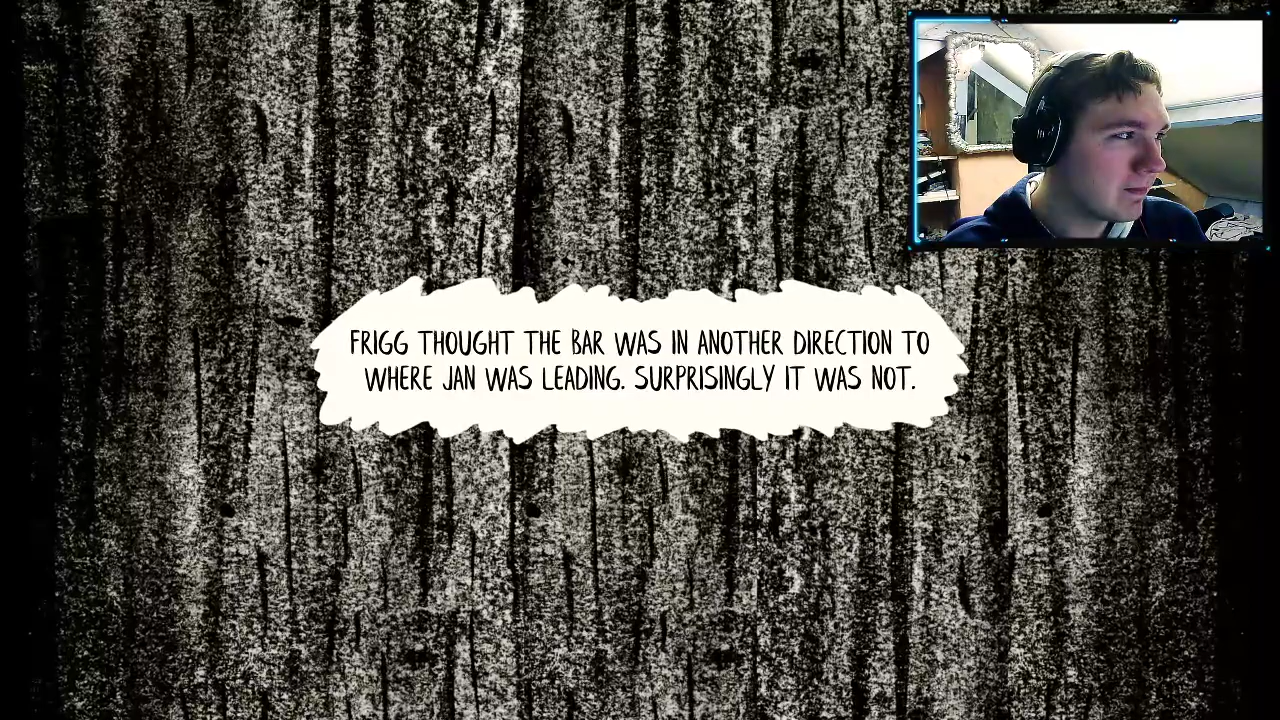 FRIGG THOUGHT THE BAR WAS IN ANOTHER DIRECTION TO
WHERE JAN WAS LEADING. SURPRISINGLY IT WAS NOT.